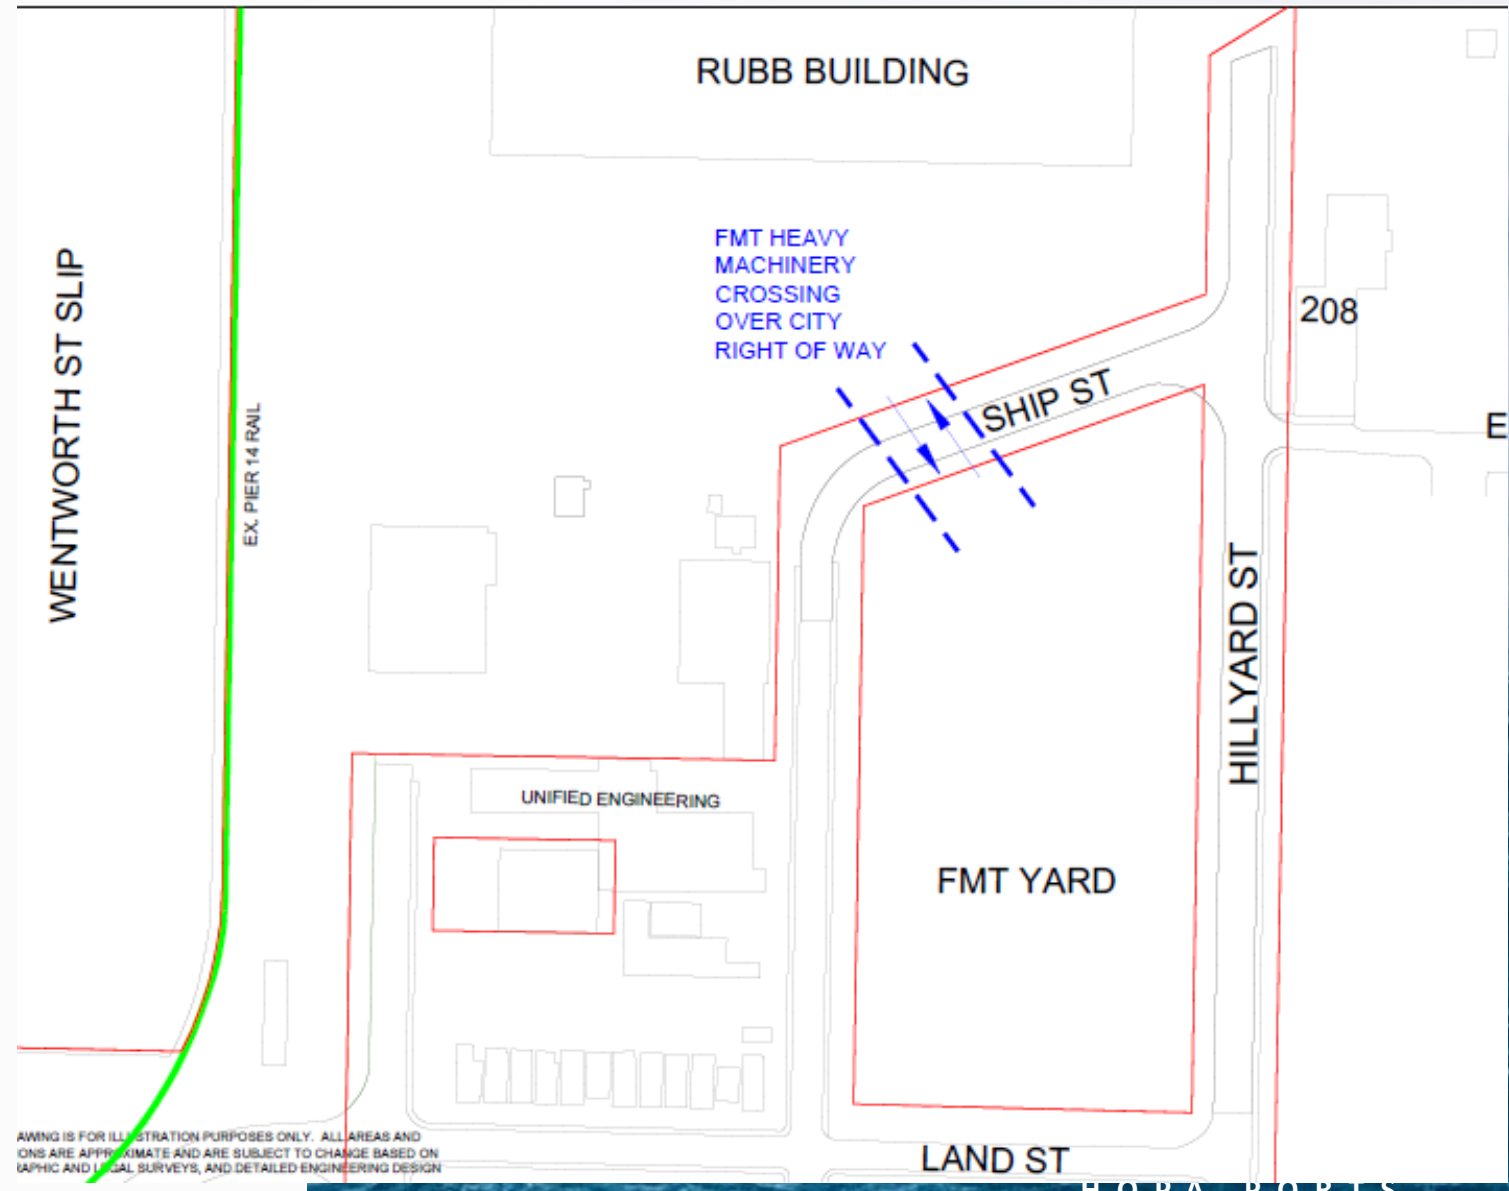 RUBB BUILDING
FMT HEAVY
MACHINERY
CROSSING
OVER CITY
RIGHT OF WAY
WENTWORTH ST SLIP
EX. PIER 14 RAIL
SHIP ST
208
E
HILLYARD ST
UNIFIED ENGINEERING
FMT YARD
LAND ST
AWING IS FOR ILLUSTRATION PURPOSES ONLY. ALL AREAS AND
IONS ARE APPROXIMATE AND ARE SUBJECT TO CHANGE BASED ON
RAPHIC AND LEGAL SURVEYS, AND DETAILED ENGINEERING DESIGN